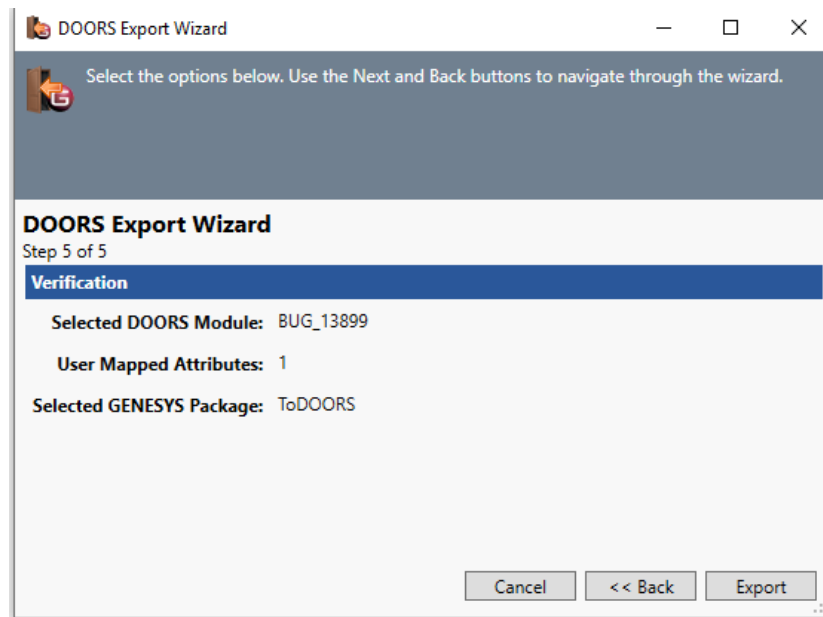 DOORS Export Wizard
Select the options below. Use the Next and Back buttons to navigate through the wizard.
DOORS Export Wizard
Step 5 of 5
Verification
Selected DOORS Module: BUG_13899
User Mapped Attributes: 1
Selected GENESYS Package: ToDOORS
Cancel << Back Export